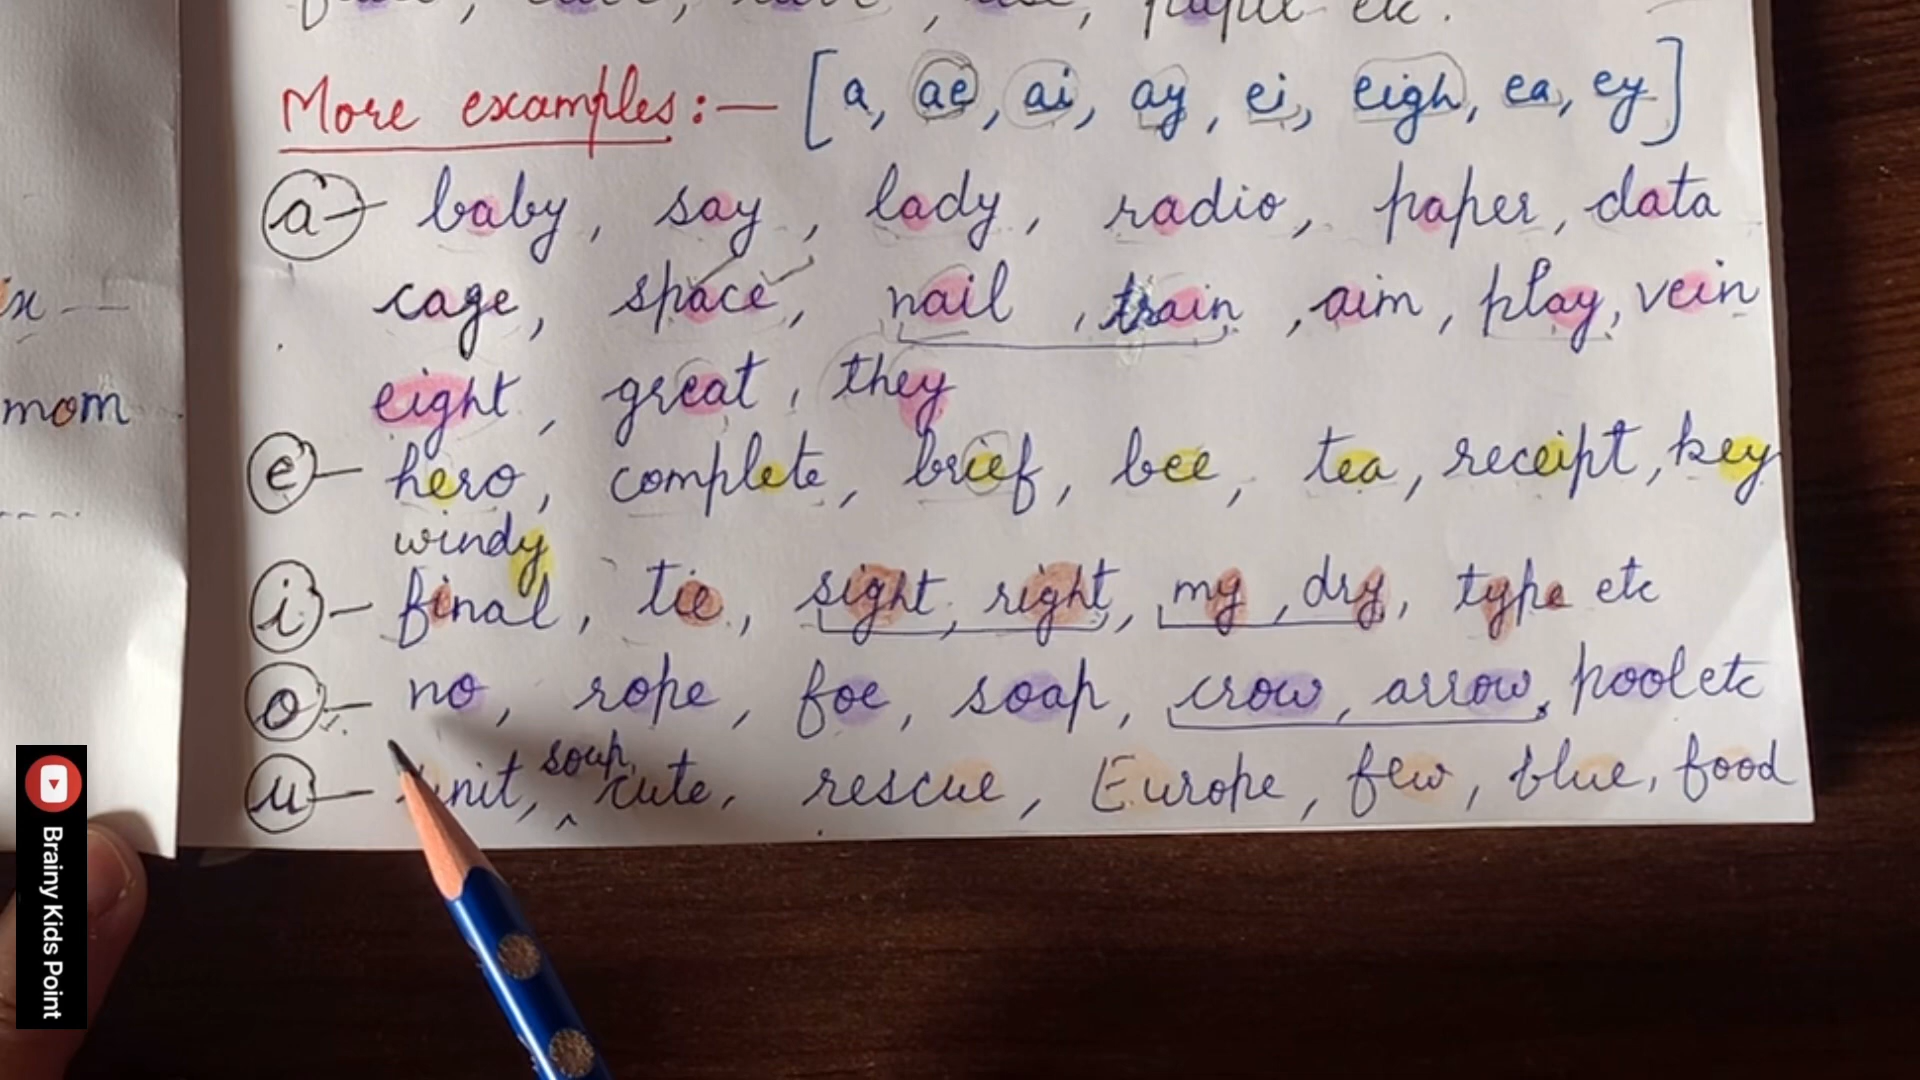 pupil etc.
More examples:— [a, ae, ai, ay, ei, eigh, ea, ey]
a— baby, say, lady, radio, paper, data
cage, space, nail, train, aim, play, vein
eight, great, they
e— hero, complete, brief, bee, tea, receipt, key
windy
i— final, tie, sight, right, my, dry, type etc
o— no, rope, foe, soap, crow, arrow, pool etc
soup
u— unit, ^ cute, rescue, Europe, few, blue, food
mom
Brainy Kids Point